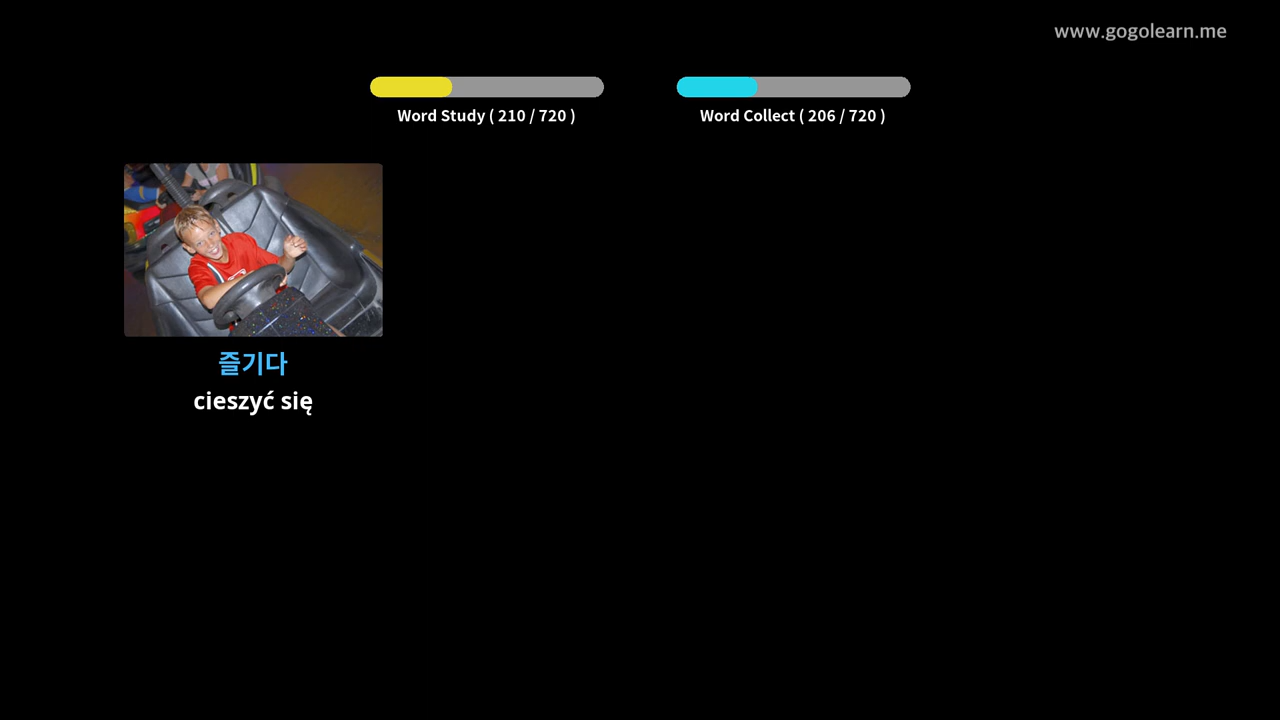 www.gogolearn.me
Word Study ( 210 / 720 )
Word Collect ( 206 / 720 )
즐기다
cieszyć się